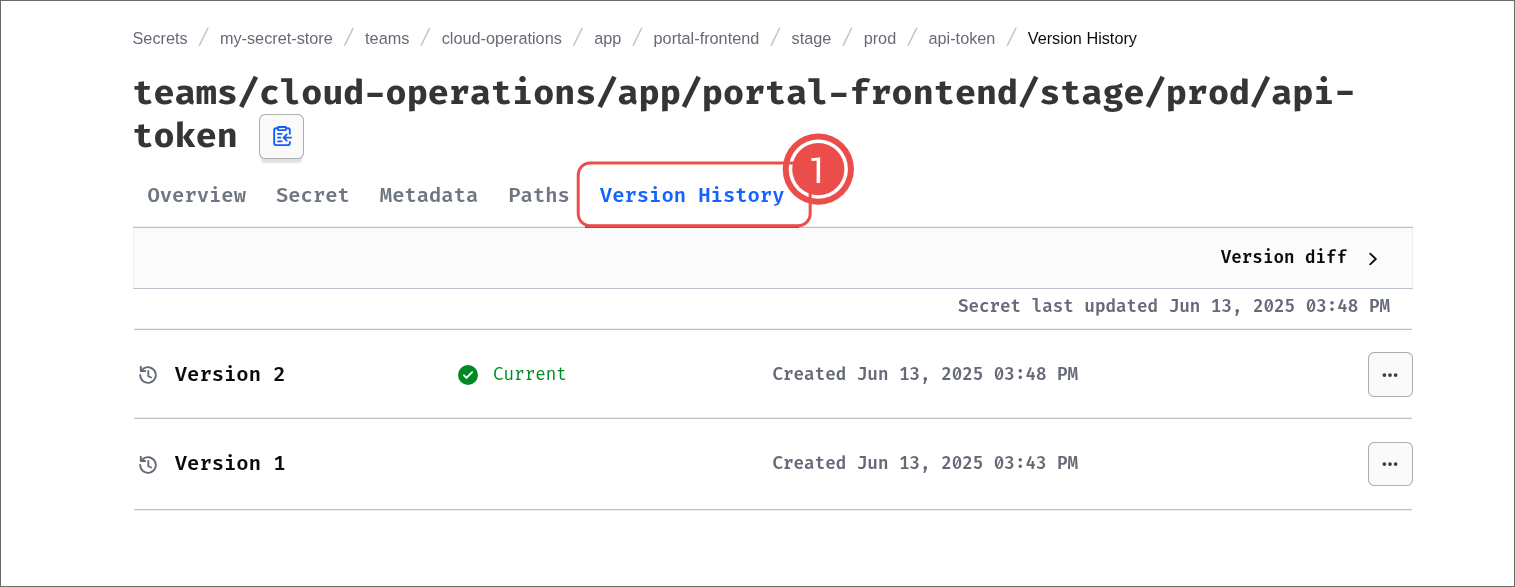 Secrets / my-secret-store / teams / cloud-operations / app / portal-frontend / stage / prod / api-token / Version History
teams/cloud-operations/app/portal-frontend/stage/prod/api-
token
1
Overview Secret Metadata Paths Version History
Version diff
Secret last updated Jun 13, 2025 03:48 PM
Version 2 Current Created Jun 13, 2025 03:48 PM
Version 1 Created Jun 13, 2025 03:43 PM